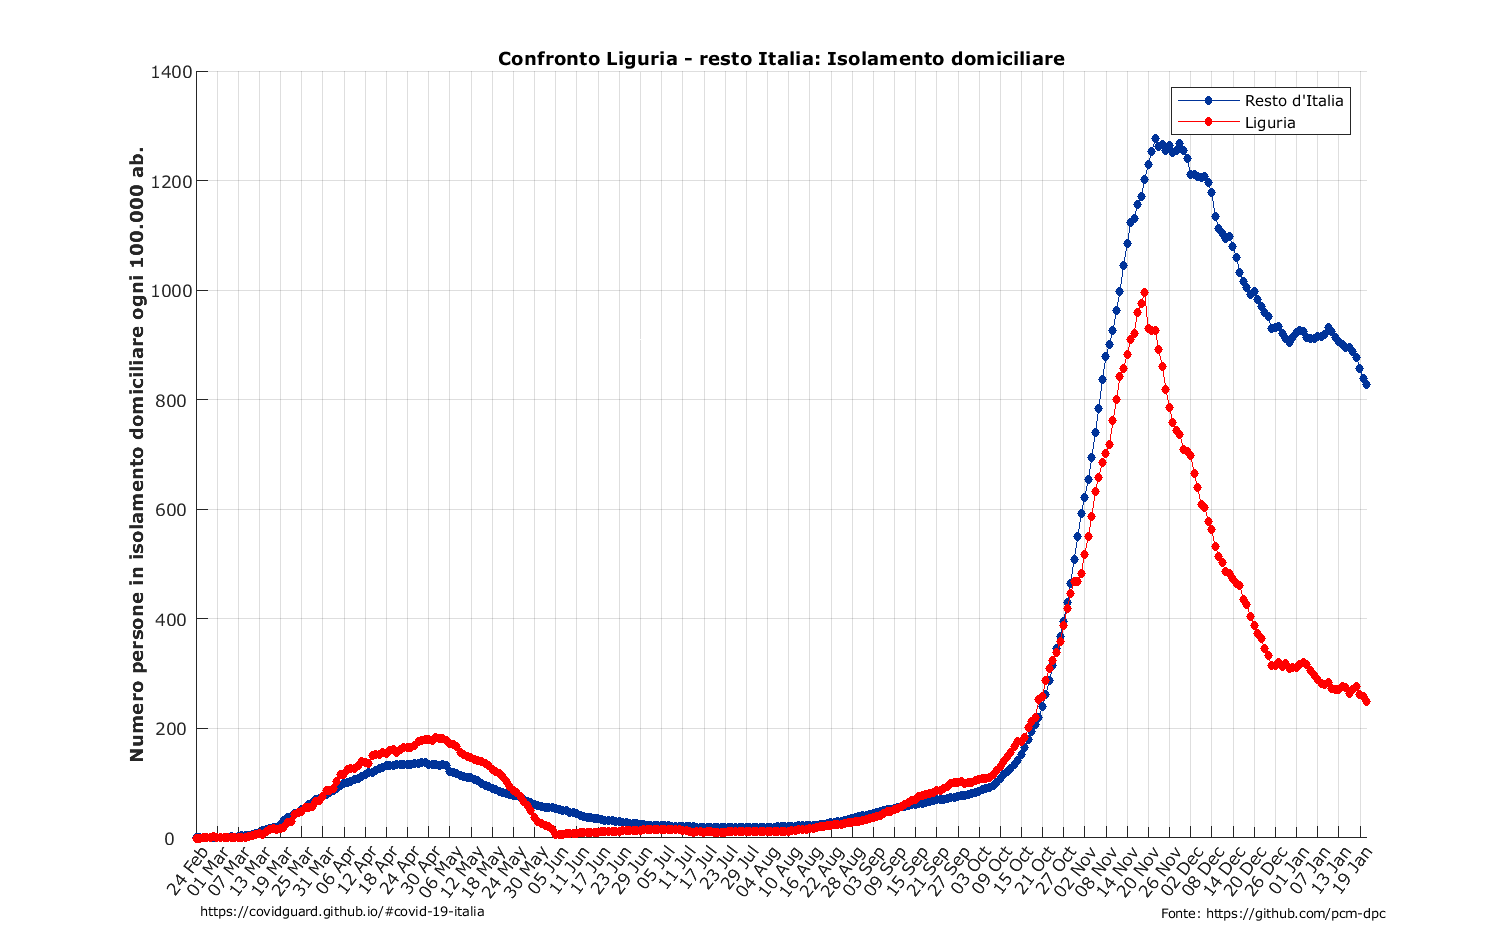 Confronto Liguria - resto Italia: Isolamento domiciliare
Numero persone in isolamento domiciliare ogni 100.000 ab.
1400
1200
1000
800
600
400
200
0
Resto d'Italia
Liguria
24 Feb
01 Mar
07 Mar
13 Mar
19 Mar
25 Mar
31 Mar
06 Apr
12 Apr
18 Apr
24 Apr
30 Apr
06 May
12 May
18 May
24 May
30 May
05 Jun
11 Jun
17 Jun
23 Jun
29 Jun
05 Jul
11 Jul
17 Jul
23 Jul
29 Jul
04 Aug
10 Aug
16 Aug
22 Aug
28 Aug
03 Sep
09 Sep
15 Sep
21 Sep
27 Sep
03 Oct
09 Oct
15 Oct
21 Oct
27 Oct
02 Nov
08 Nov
14 Nov
20 Nov
26 Nov
02 Dec
08 Dec
14 Dec
20 Dec
26 Dec
01 Jan
07 Jan
13 Jan
19 Jan
https://covidguard.github.io/#covid-19-italia
Fonte: https://github.com/pcm-dpc